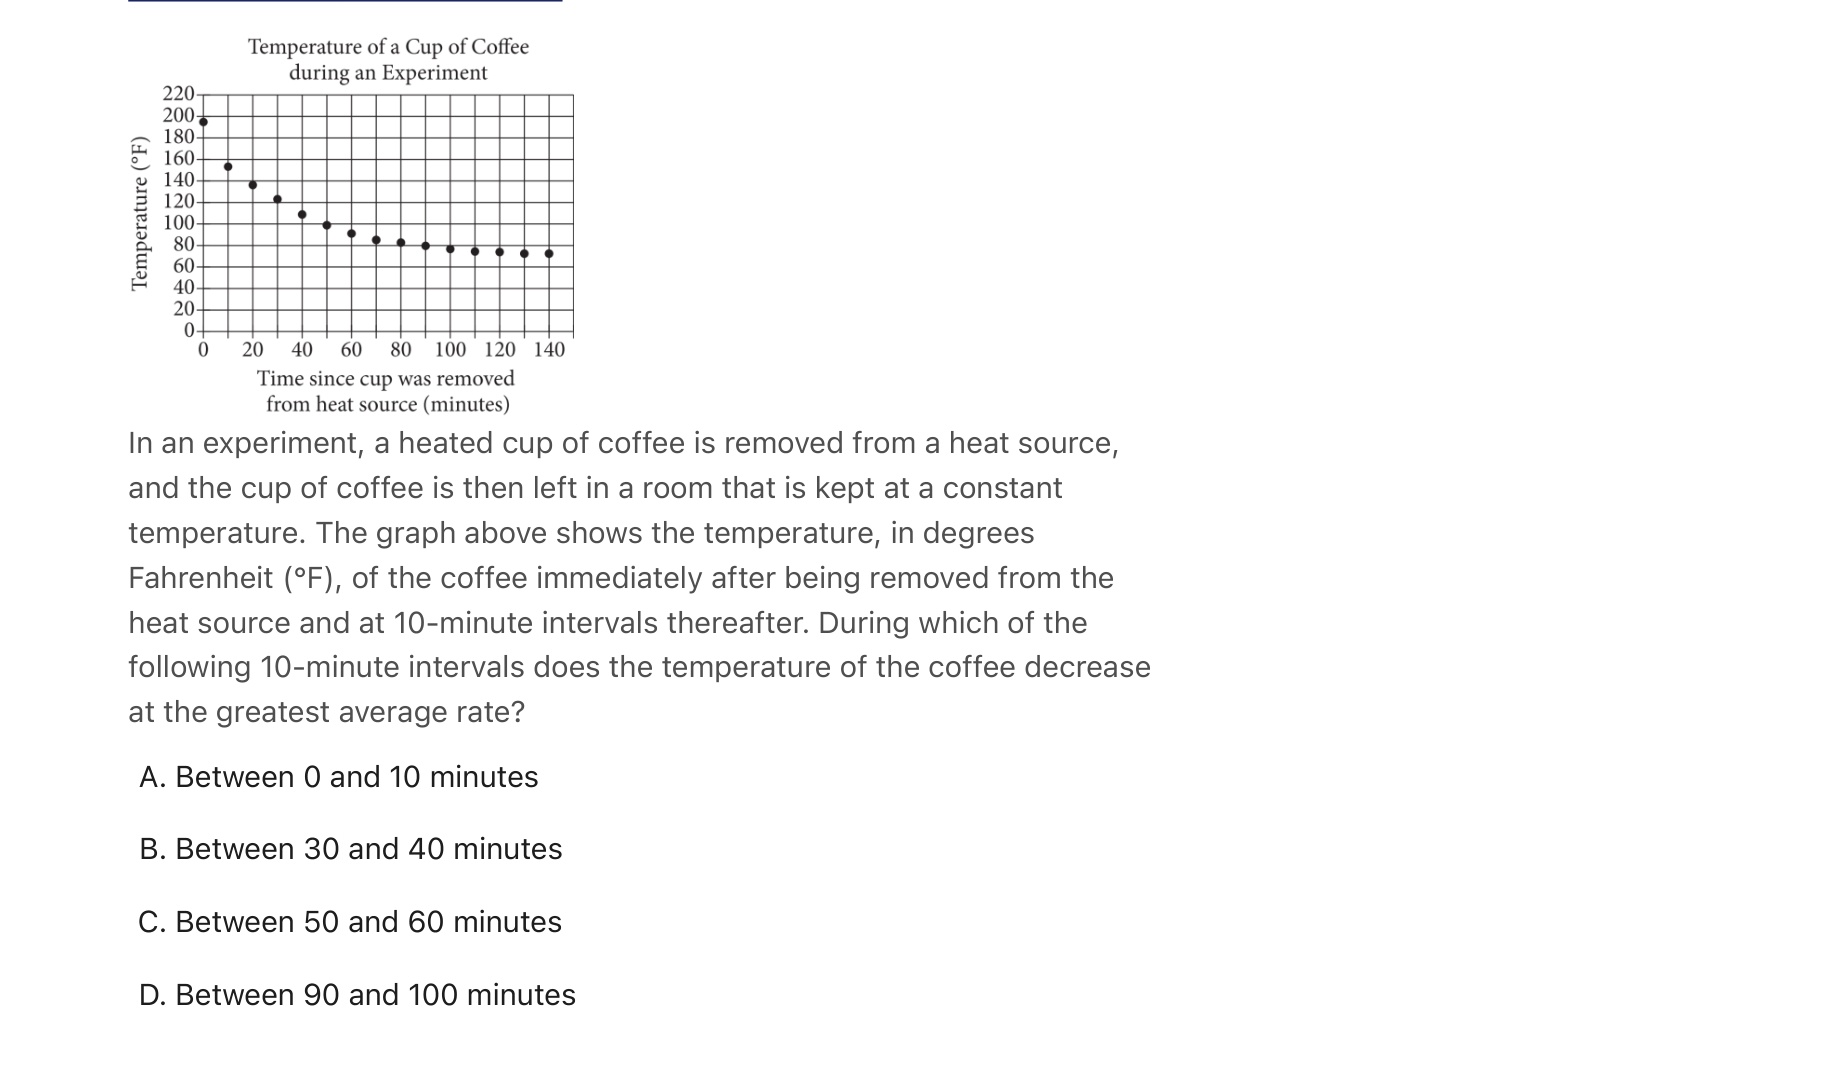 Temperature of a Cup of Coffee
during an Experiment
220
200
180
160
140
120
100
80
60
40
20
0
Temperature (°F)
0 20 40 60 80 100 120 140
Time since cup was removed
from heat source (minutes)
In an experiment, a heated cup of coffee is removed from a heat source,
and the cup of coffee is then left in a room that is kept at a constant
temperature. The graph above shows the temperature, in degrees
Fahrenheit (°F), of the coffee immediately after being removed from the
heat source and at 10-minute intervals thereafter. During which of the
following 10-minute intervals does the temperature of the coffee decrease
at the greatest average rate?
A. Between 0 and 10 minutes
B. Between 30 and 40 minutes
C. Between 50 and 60 minutes
D. Between 90 and 100 minutes